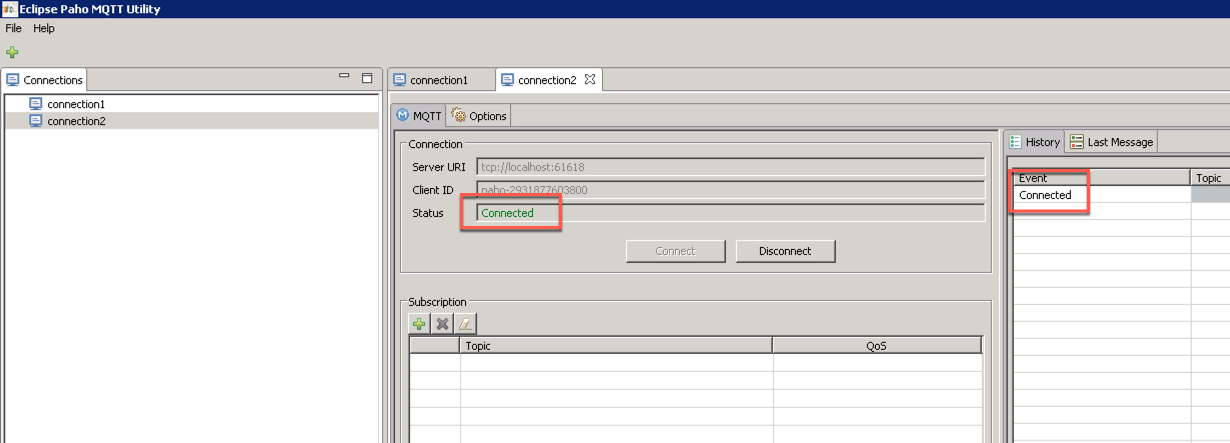 Eclipse Paho MQTT Utility
File Help
Connections
connection1
connection2
connection1 connection2
MQTT Options
Connection
Server URI tcp://localhost:61618
Client ID paho-2931877603800
Status Connected
Connect Disconnect
Subscription
Topic QoS
History Last Message
Event Topic
Connected